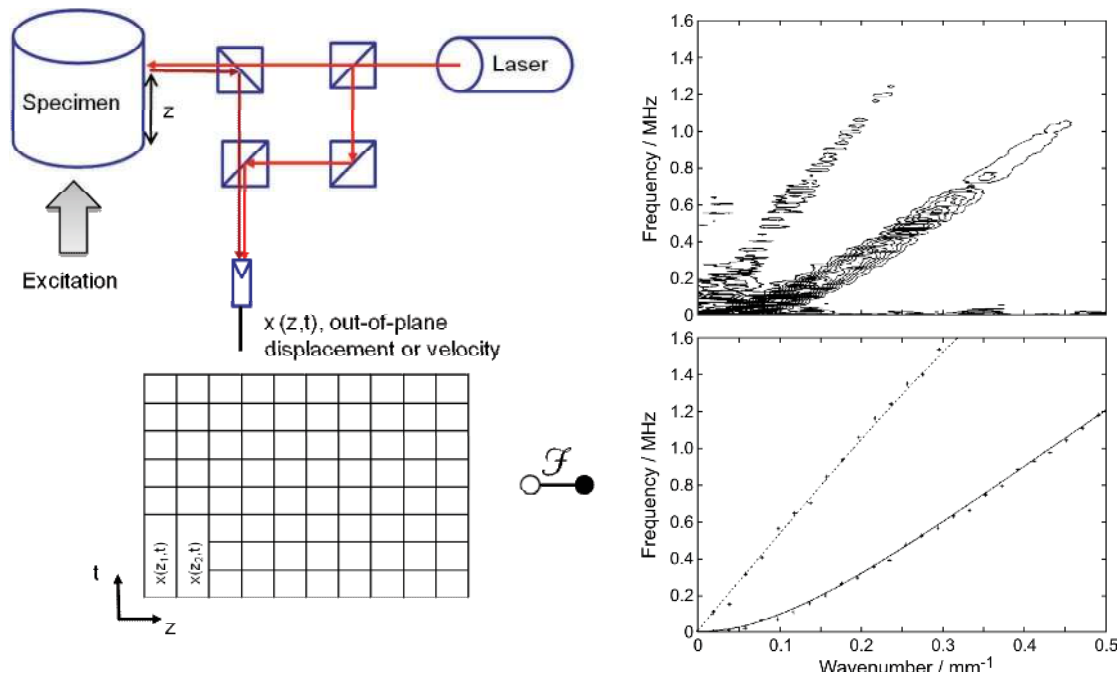 Specimen
z
Laser
Excitation
x (z,t), out-of-plane
displacement or velocity
x(z₁,t)
x(z₂,t)
t
z
ℱ
1.6
1.4
1.2
1.0
0.8
0.6
0.4
0.2
0
Frequency / MHz
1.6
1.4
1.2
1.0
0.8
0.6
0.4
0.2
0
Frequency / MHz
0 0.1 0.2 0.3 0.4 0.5
Wavenumber / mm⁻¹